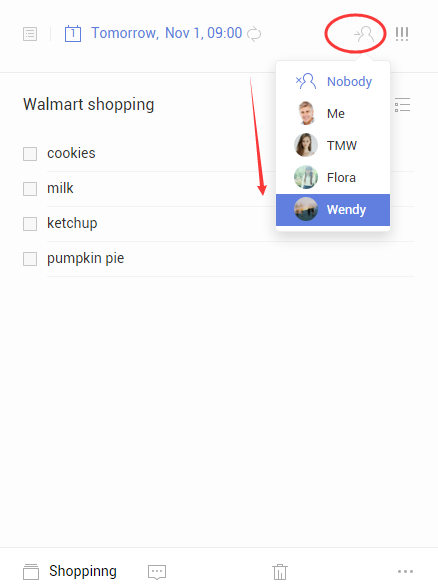 1 Tomorrow, Nov 1, 09:00
Nobody
Walmart shopping
Me
cookies
TMW
milk
Flora
ketchup
Wendy
pumpkin pie
Shoppinng